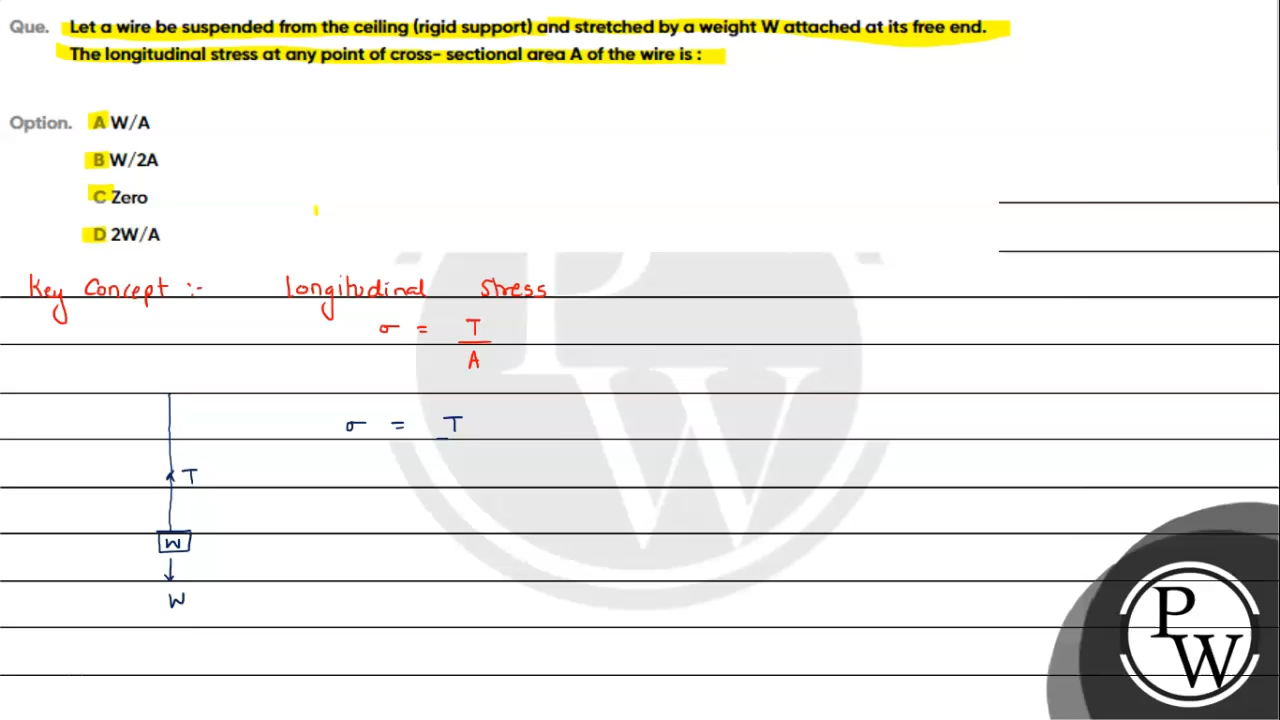 Que. Let a wire be suspended from the ceiling (rigid support) and stretched by a weight W attached at its free end.
The longitudinal stress at any point of cross- sectional area A of the wire is :
Option. A W/A
B W/2A
C Zero
D 2W/A
Key Concept :- Longitudinal Stress
σ = T
A
σ = T
T
W
W
PW
PW